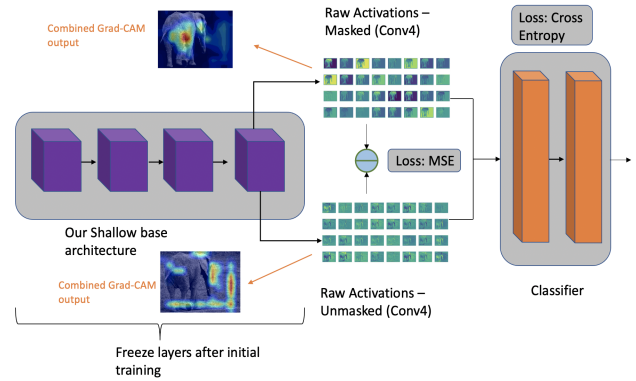 Combined Grad-CAM
output
Raw Activations –
Masked (Conv4)
Loss: Cross
Entropy
Loss: MSE
Our Shallow base
architecture
Combined Grad-CAM
output
Raw Activations –
Unmasked (Conv4)
Classifier
Freeze layers after initial
training